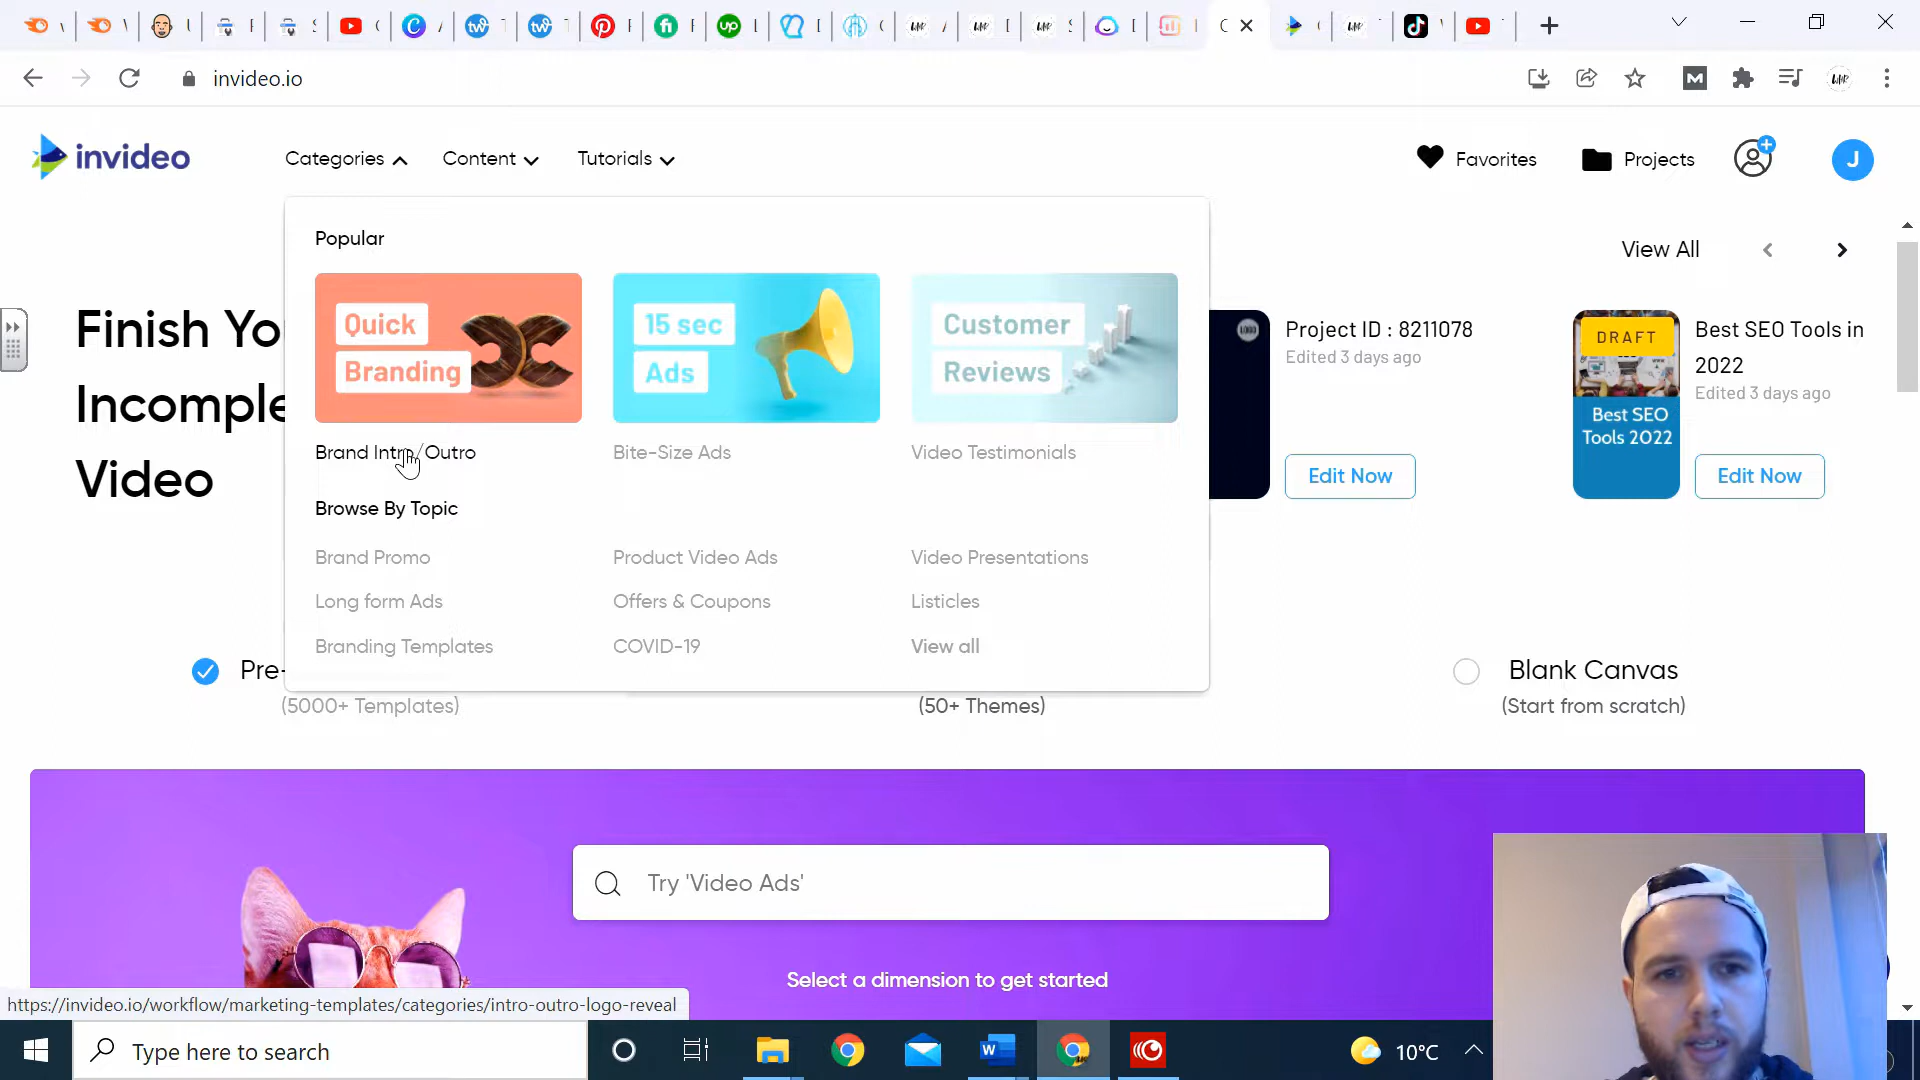 invideo.io
invideo
Categories
Content
Tutorials
Favorites
Projects
J
Popular
Quick
Branding
15 sec
Ads
Customer
Reviews
Brand Intro/Outro
Bite-Size Ads
Video Testimonials
Browse By Topic
Brand Promo
Product Video Ads
Video Presentations
Long form Ads
Offers & Coupons
Listicles
Branding Templates
COVID-19
View all
Finish Yo
Incomple
Video
View All
LOGO
Project ID : 8211078
Edited 3 days ago
Edit Now
DRAFT
Best SEO
Tools 2022
Best SEO Tools in
2022
Edited 3 days ago
Edit Now
Pre-
(5000+ Templates)
(50+ Themes)
Blank Canvas
(Start from scratch)
Try 'Video Ads'
Select a dimension to get started
https://invideo.io/workflow/marketing-templates/categories/intro-outro-logo-reveal
Type here to search
10°C